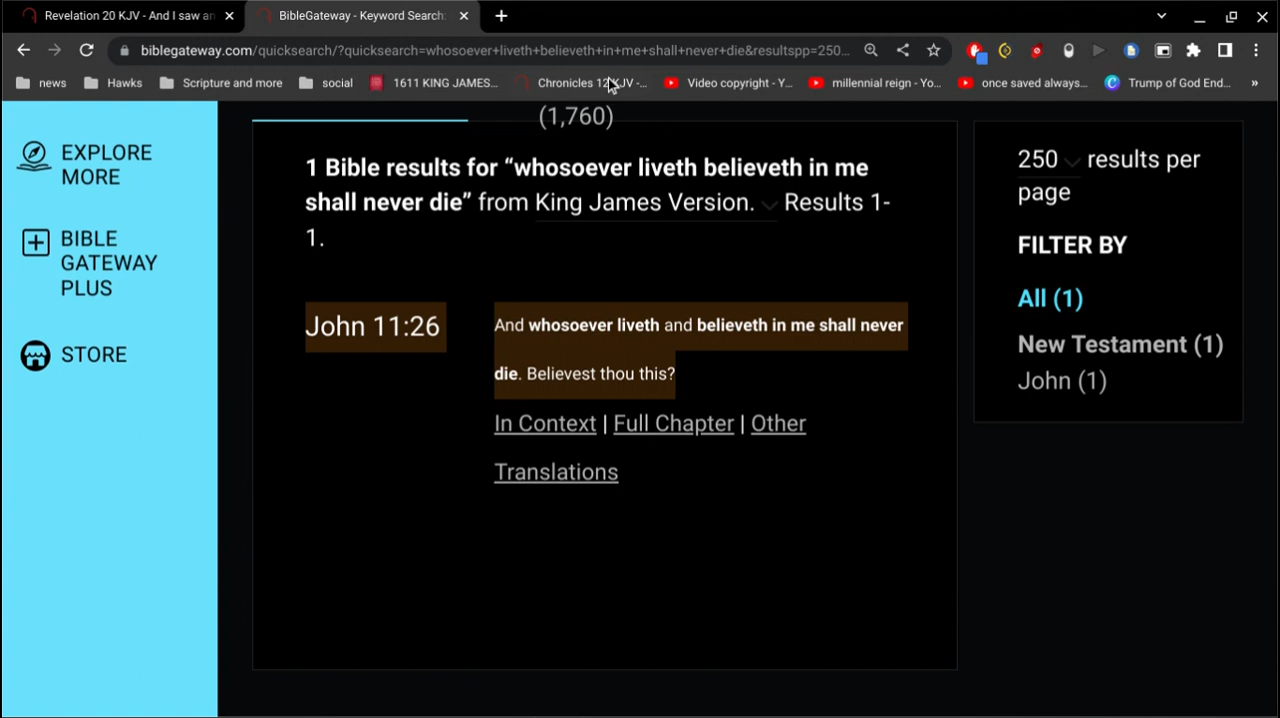 Revelation 20 KJV - And I saw an
BibleGateway - Keyword Search:
biblegateway.com/quicksearch/?quicksearch=whosoever+liveth+believeth+in+me+shall+never+die&resultspp=250...
news
Hawks
Scripture and more
social
1611 KING JAMES...
Chronicles 12 KJV -...
Video copyright - Y...
millennial reign - Yo...
once saved always...
Trump of God End...
»
EXPLORE
MORE
BIBLE
GATEWAY
PLUS
STORE
(1,760)
1 Bible results for “whosoever liveth believeth in me
shall never die” from King James Version. Results 1-
1.
John 11:26
And whosoever liveth and believeth in me shall never
die. Believest thou this?
In Context | Full Chapter | Other
Translations
250 results per
page
FILTER BY
All (1)
New Testament (1)
John (1)